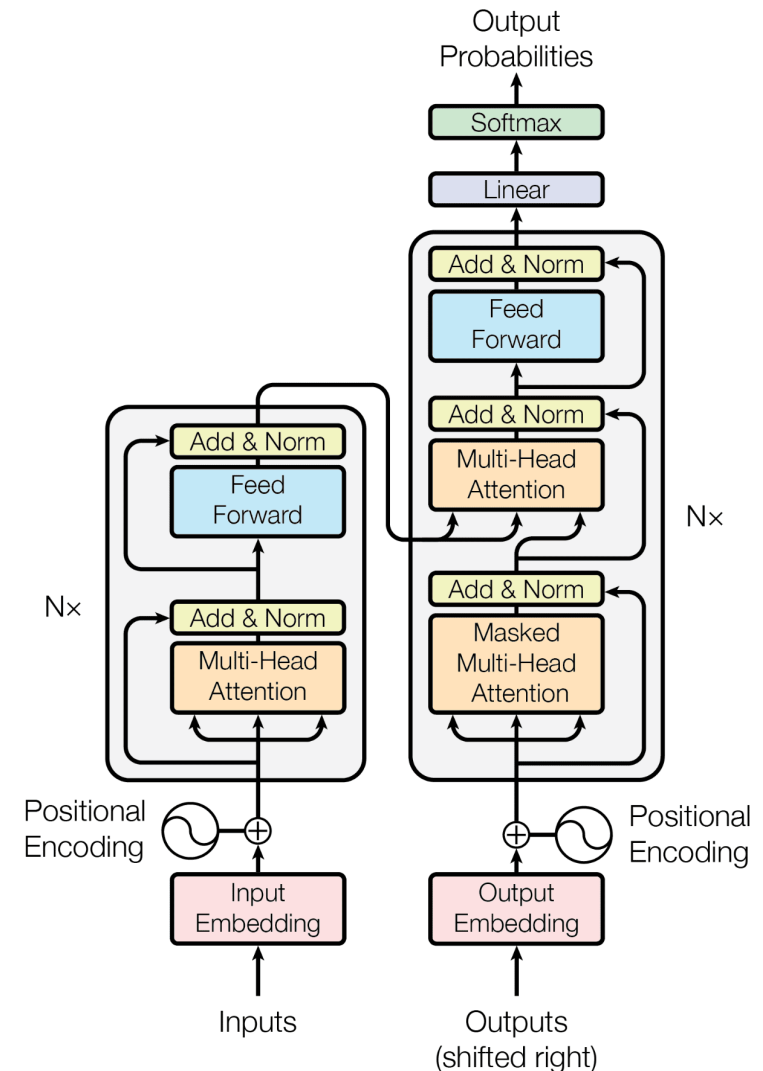 Output
Probabilities
Softmax
Linear
Add & Norm
Feed
Forward
Add & Norm
Multi-Head
Attention
Nx
Add & Norm
Masked
Multi-Head
Attention
Add & Norm
Feed
Forward
Nx
Add & Norm
Multi-Head
Attention
Positional
Encoding
Positional
Encoding
Input
Embedding
Output
Embedding
Inputs
Outputs
(shifted right)